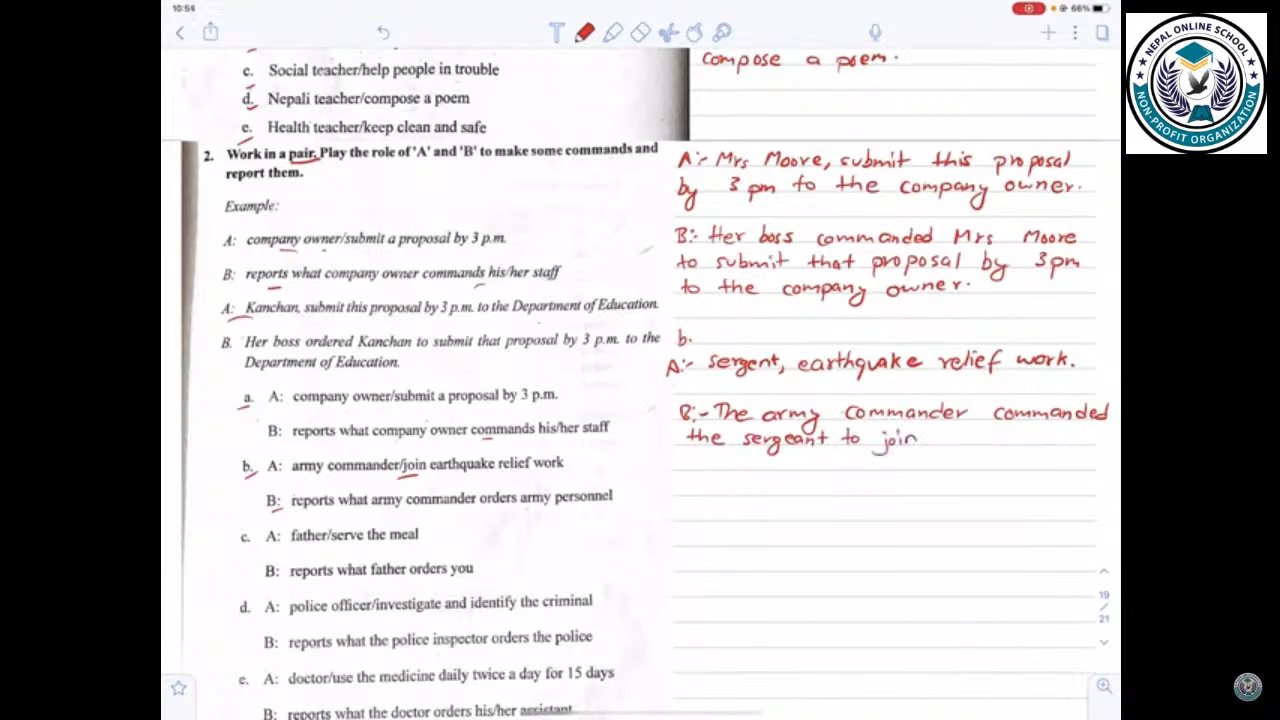 10:54
66%
c. Social teacher/help people in trouble
d. Nepali teacher/compose a poem
e. Health teacher/keep clean and safe
2. Work in a pair. Play the role of 'A' and 'B' to make some commands and
report them.
Example:
A: company owner/submit a proposal by 3 p.m.
B: reports what company owner commands his/her staff
A: Kanchan, submit this proposal by 3 p.m. to the Department of Education.
B. Her boss ordered Kanchan to submit that proposal by 3 p.m. to the
Department of Education.
a. A: company owner/submit a proposal by 3 p.m.
B: reports what company owner commands his/her staff
b. A: army commander/join earthquake relief work
B: reports what army commander orders army personnel
c. A: father/serve the meal
B: reports what father orders you
d. A: police officer/investigate and identify the criminal
B: reports what the police inspector orders the police
e. A: doctor/use the medicine daily twice a day for 15 days
B: reports what the doctor orders his/her assistant
compose a poem.
A:- Mrs Moore, submit this proposal
by 3 pm to the company owner.
B:- Her boss commanded Mrs Moore
to submit that proposal by 3pm
to the company owner.
b.
A:- sergent, earthquake relief work.
B:- The army commander commanded
the sergeant to join
19
/
21
NEPAL ONLINE SCHOOL
NON-PROFIT ORGANIZATION